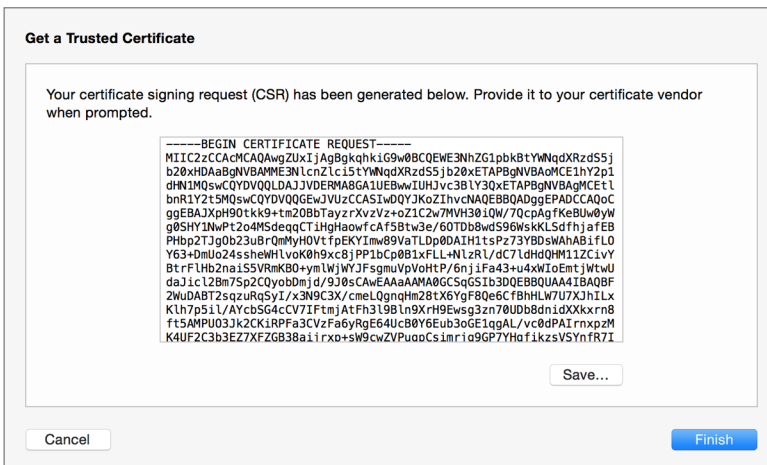 Get a Trusted Certificate
Your certificate signing request (CSR) has been generated below. Provide it to your certificate vendor
when prompted.
-----BEGIN CERTIFICATE REQUEST-----
MIIC2zCCAcMCAQAwgZUxIjAgBgkqhkiG9w0BCQEWE3NhZG1pbkBtYWNqdXRzdS5j
b20xHDAaBgNVBAMME3NlcnZlci5tYWNqdXRzdS5jb20xETAPBgNVBAoMCE1hY2p1
dHN1MQswCQYDVQQLDAJJVDERMA8GA1UEBwwIUHJvc3BlY3QxETAPBgNVBAgMCEtl
bnR1Y2t5MQswCQYDVQQGEwJVUzCCASIwDQYJKoZIhvcNAQEBBQADggEPADCCAQoC
ggEBAJXpH9Otkk9+tm2OBbTayzrXvzVz+oZ1C2w7MVH30iQW/7QcpAgfKeBUw0yW
g0SHY1NwPt2o4MSdeqqCTiHgHaowfcAf5Btw3e/6OTDb8wdS96WskKLSdfhjafEB
PHbp2TJgOb23uBrQmMyHOVtfpEKYImw89VaTLDp0DAIH1tsPz73YBDsWAhABifLO
Y63+DmUo24ssheWHlvoK0h9xc8jPP1bCp0B1xFLL+NlzRl/dC7ldHdQHM11ZCivY
BtrFlHb2naiS5VRmKBO+ymlWjWYJFsgmuVpVoHtP/6njiFa43+u4xWIoEmtjWtwU
daJicl2Bm7Sp2CQyobDmjd/9J0sCAwEAAaAAMA0GCSqGSIb3DQEBBQUAA4IBAQBF
2WuDABT2sqzuRqSyI/x3N9C3X/cmeLQgnqHm28tX6YgF8Qe6CfBhHLW7U7XJhILx
Klh7p5il/AYcbSG4cCV7IFtmjAtFh3l9Bln9XrH9Ewsg3zn70UDb8dnidXXkxrn8
ft5AMPUO3Jk2CKiRPFa3CVzFa6yRgE64UcB0Y6Eub3oGE1qgAL/vc0dPAIrnxpzM
K4UF2C3b3EZ7XFZGB38aijrxp+sW9cwZVPuqpCsimrjq9GP7YHqfikzsVSYnfR7I
Save...
Cancel
Finish